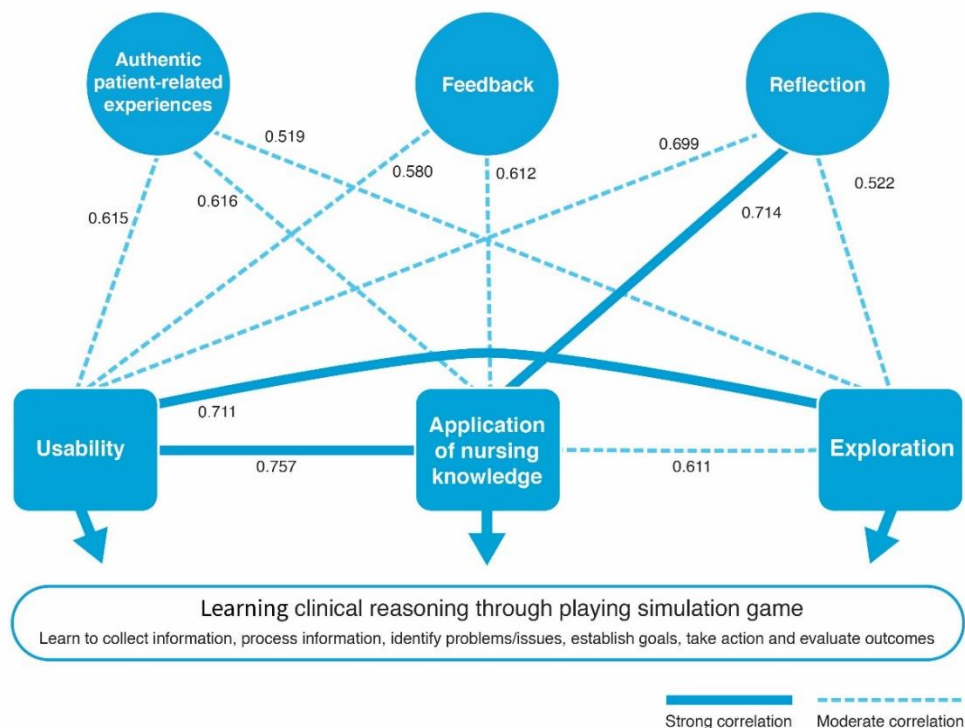 Authentic
patient-related
experiences
Feedback
Reflection
0.519
0.699
0.580
0.612
0.522
0.615
0.616
0.714
0.711
Usability
Application
of nursing
knowledge
Exploration
0.757
0.611
Learning clinical reasoning through playing simulation game
Learn to collect information, process information, identify problems/issues, establish goals, take action and evaluate outcomes
Strong correlation
Moderate correlation